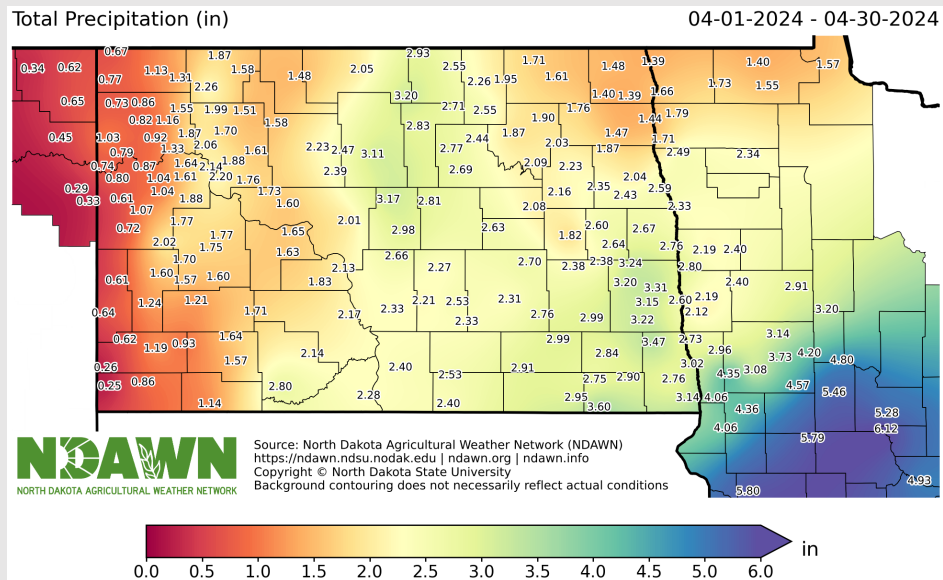 Total Precipitation (in) 04-01-2024 - 04-30-2024
0.67 1.87 2.93 1.71 1.48 1.39 1.40 1.57
0.34 0.62 1.13 1.58 2.05 2.55
0.77 1.31 1.48 2.26 1.95 1.61 1.73 1.55
2.26 3.20 1.40 1.39 1.66
0.65 0.73 0.86 1.55 1.99 1.51 2.71 2.55 1.76 1.79
0.82 1.16 1.58 2.83 1.90 1.44
0.45 1.03 0.92 1.87 1.70 2.44 1.87 1.47 1.71
0.79 1.33 2.06 1.61 2.23 2.47 3.11 2.77 2.03 1.87 2.49 2.34
0.74 0.87 1.64 2.14 1.88 2.39 2.69 2.09 2.23
0.80 1.04 1.61 2.20 1.76 2.04
0.29 1.04 1.73 2.16 2.35 2.59
0.33 0.61 1.88 1.60 3.17 2.81 2.43
1.07 2.08 2.33
0.72 1.77 1.65 2.01 2.98 2.63 2.60 2.67
2.02 1.77 1.82
1.75 1.63 2.64 2.76 2.19 2.40
1.70 2.66 2.70 2.38 3.24
1.60 1.57 1.60 2.13 2.27 2.38 2.80
0.61 1.83 3.20 3.31 2.40 2.91
1.24 1.21 2.21 2.53 2.31 3.15 2.60 2.19
0.64 1.71 2.17 2.33 2.33 2.76 2.99 3.22 2.12 3.20
0.62 1.19 0.93 1.64 2.99 3.47 2.73 3.14
1.57 2.14 2.84 2.96 3.73 4.20 4.80
0.26 2.40 2.53 2.91 3.02 4.35 3.08
0.25 0.86 2.80 2.75 2.90 2.76 4.57
1.14 2.28 2.40 2.95 3.60 3.14 4.06 4.36 5.46
4.06 5.28
5.79 6.12
4.93
5.80
NDAWN
NORTH DAKOTA AGRICULTURAL WEATHER NETWORK
Source: North Dakota Agricultural Weather Network (NDAWN)
https://ndawn.ndsu.nodak.edu | ndawn.org | ndawn.info
Copyright © North Dakota State University
Background contouring does not necessarily reflect actual conditions
0.0 0.5 1.0 1.5 2.0 2.5 3.0 3.5 4.0 4.5 5.0 5.5 6.0 in